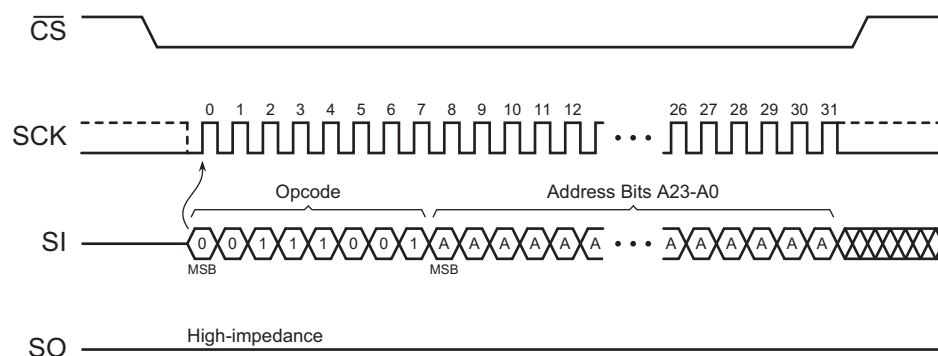 CS
SCK
0 1 2 3 4 5 6 7 8 9 10 11 12 26 27 28 29 30 31
Opcode
Address Bits A23-A0
SI
0 0 1 1 1 0 0 1 A A A A A A A A A A A A
MSB
MSB
SO
High-impedance